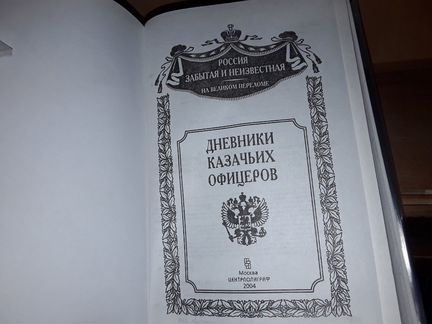 РОССИЯ
ЗАБЫТАЯ И НЕИЗВЕСТНАЯ
НА ВЕЛИКОМ ПЕРЕЛОМЕ
ДНЕВНИКИ
КАЗАЧЬИХ
ОФИЦЕРОВ
Москва
ЦЕНТРПОЛИГРАФ
2004